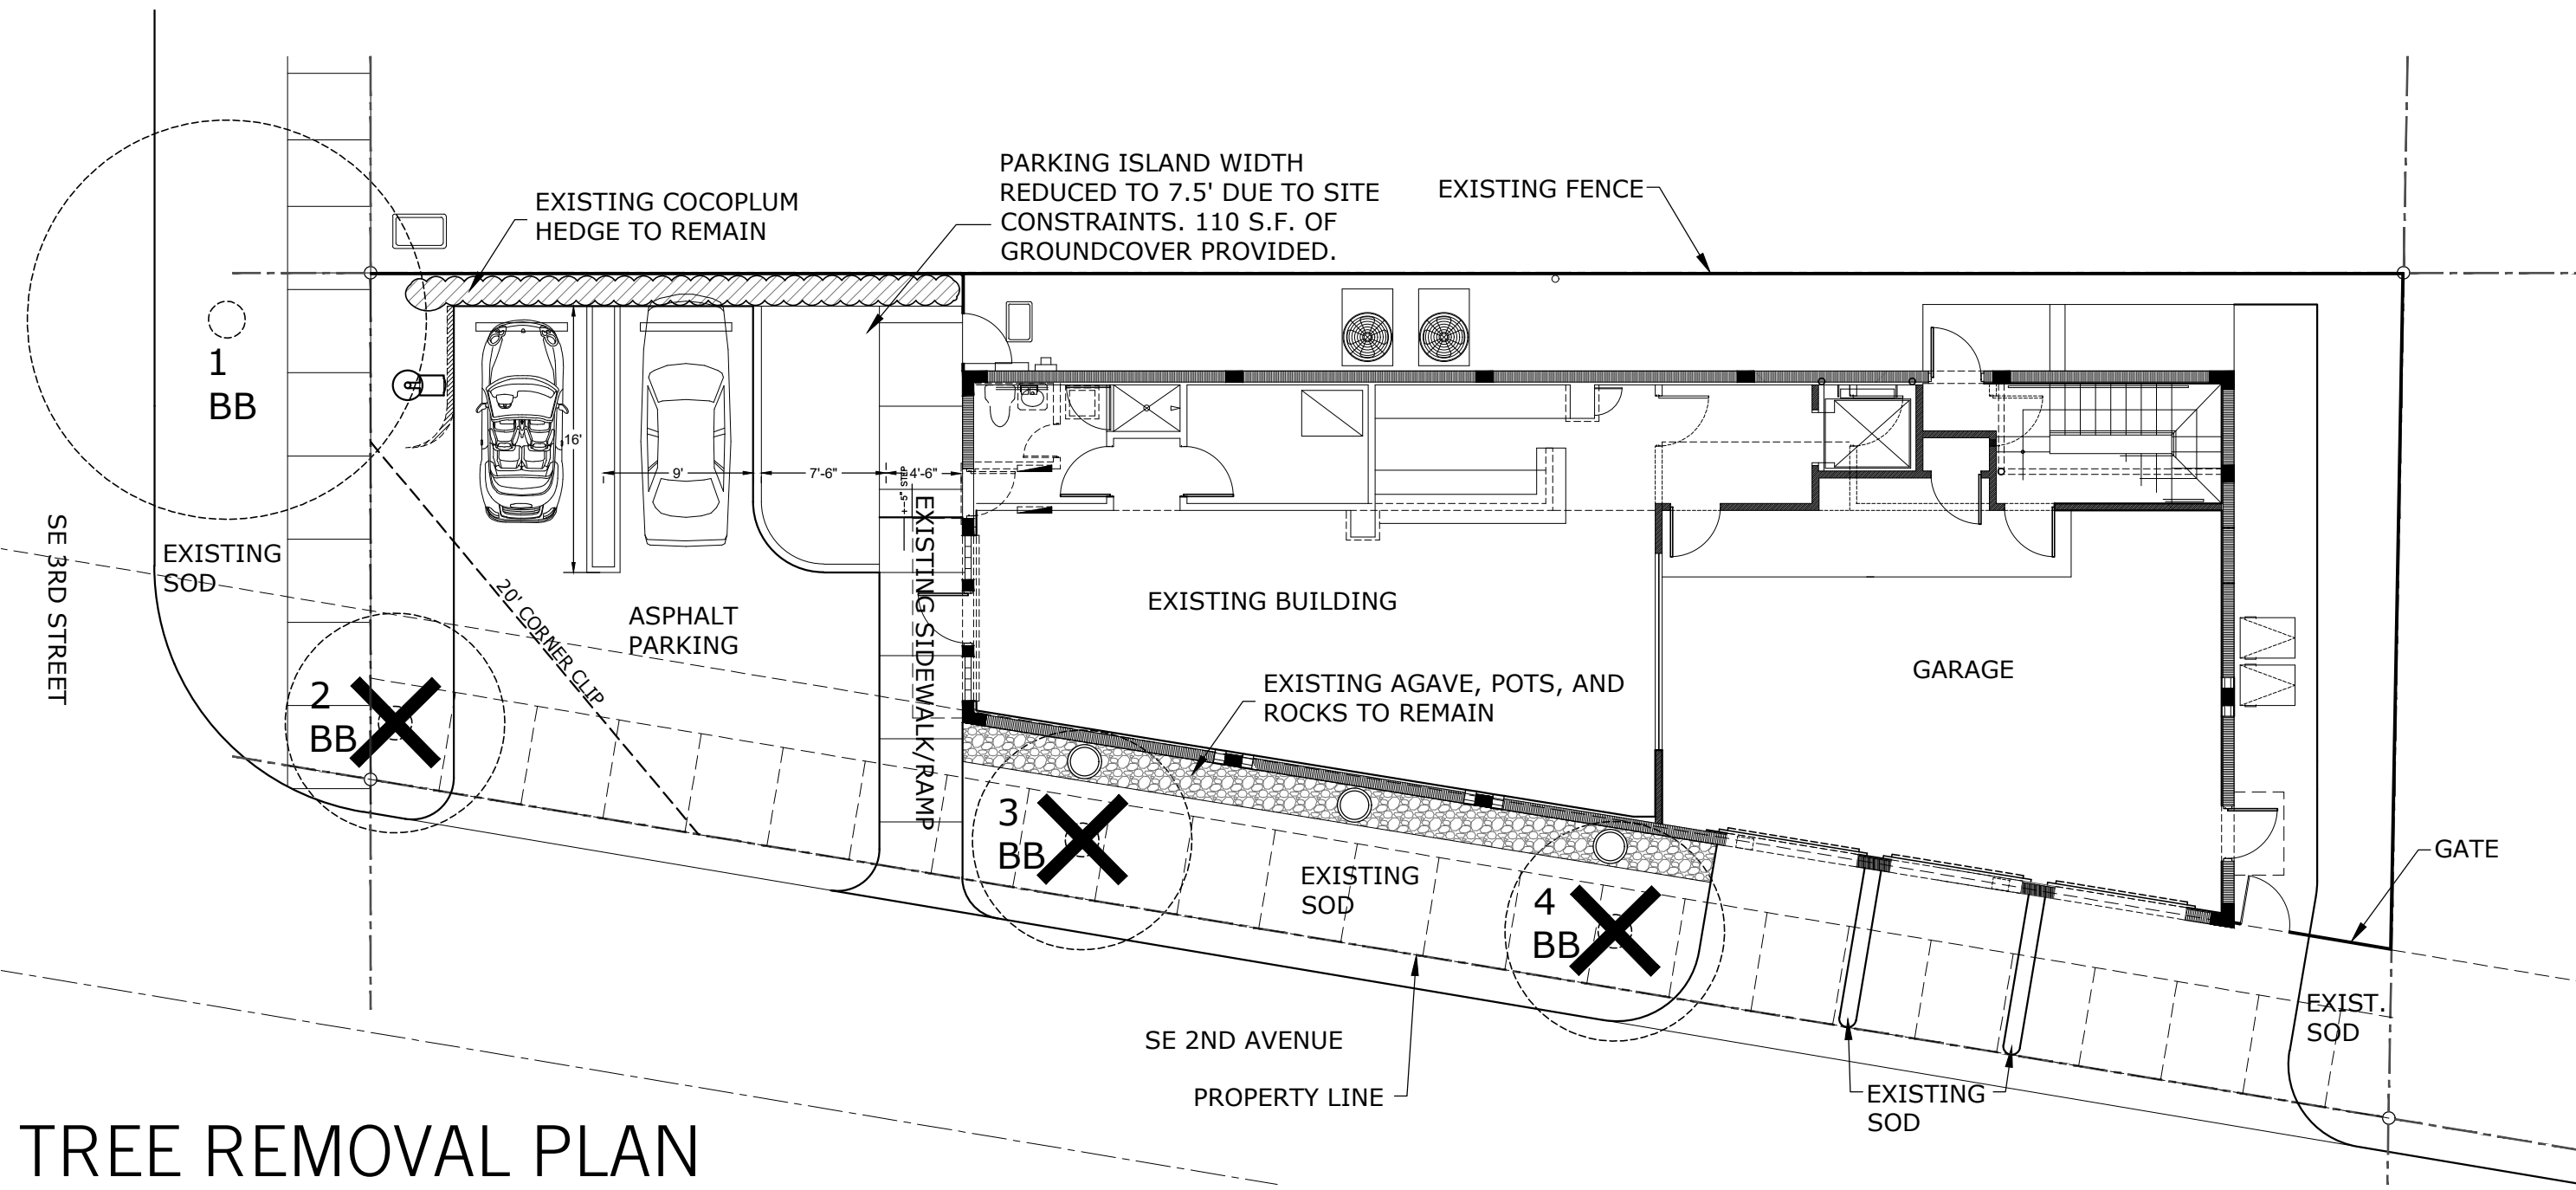 PARKING ISLAND WIDTH
REDUCED TO 7.5' DUE TO SITE
CONSTRAINTS. 110 S.F. OF
GROUNDCOVER PROVIDED.
EXISTING COCOPLUM
HEDGE TO REMAIN
EXISTING FENCE
1
BB
16'
9'
7'-6"
4'-6"
+-5" STEP
SE 3RD STREET
EXISTING
SOD
20' CORNER CLIP
ASPHALT
PARKING
EXISTING SIDEWALK/RAMP
EXISTING BUILDING
GARAGE
EXISTING AGAVE, POTS, AND
ROCKS TO REMAIN
2
BB
3
BB
EXISTING
SOD
4
BB
GATE
EXIST.
SOD
SE 2ND AVENUE
PROPERTY LINE
EXISTING
SOD
TREE REMOVAL PLAN